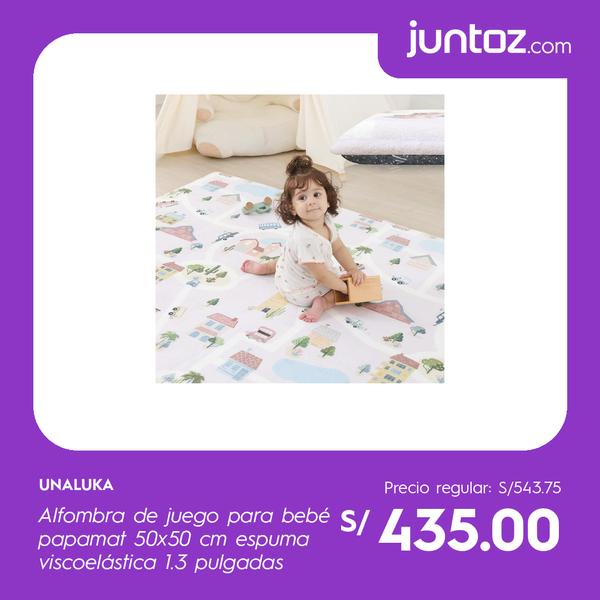 juntoz.com
UNALUKA
Alfombra de juego para bebé
papamat 50x50 cm espuma
viscoelástica 1.3 pulgadas
Precio regular: S/543.75
S/ 435.00